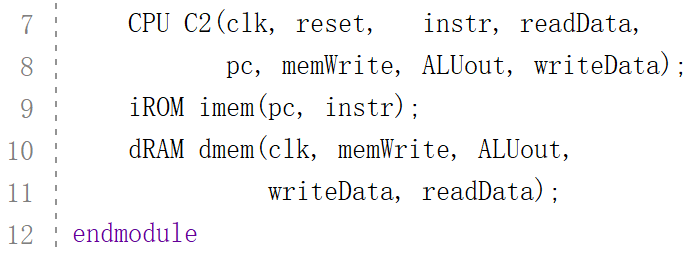 7 CPU C2(clk, reset, instr, readData,
8 pc, memWrite, ALUout, writeData);
9 iROM imem(pc, instr);
10 dRAM dmem(clk, memWrite, ALUout,
11 writeData, readData);
12 endmodule